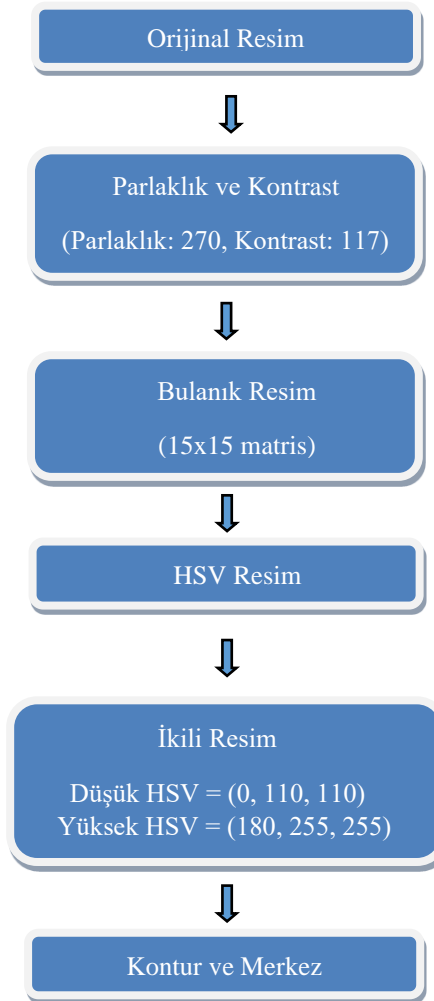 Orijinal Resim
Parlaklık ve Kontrast
(Parlaklık: 270, Kontrast: 117)
Bulanık Resim
(15x15 matris)
HSV Resim
İkili Resim
Düşük HSV = (0, 110, 110)
Yüksek HSV = (180, 255, 255)
Kontur ve Merkez